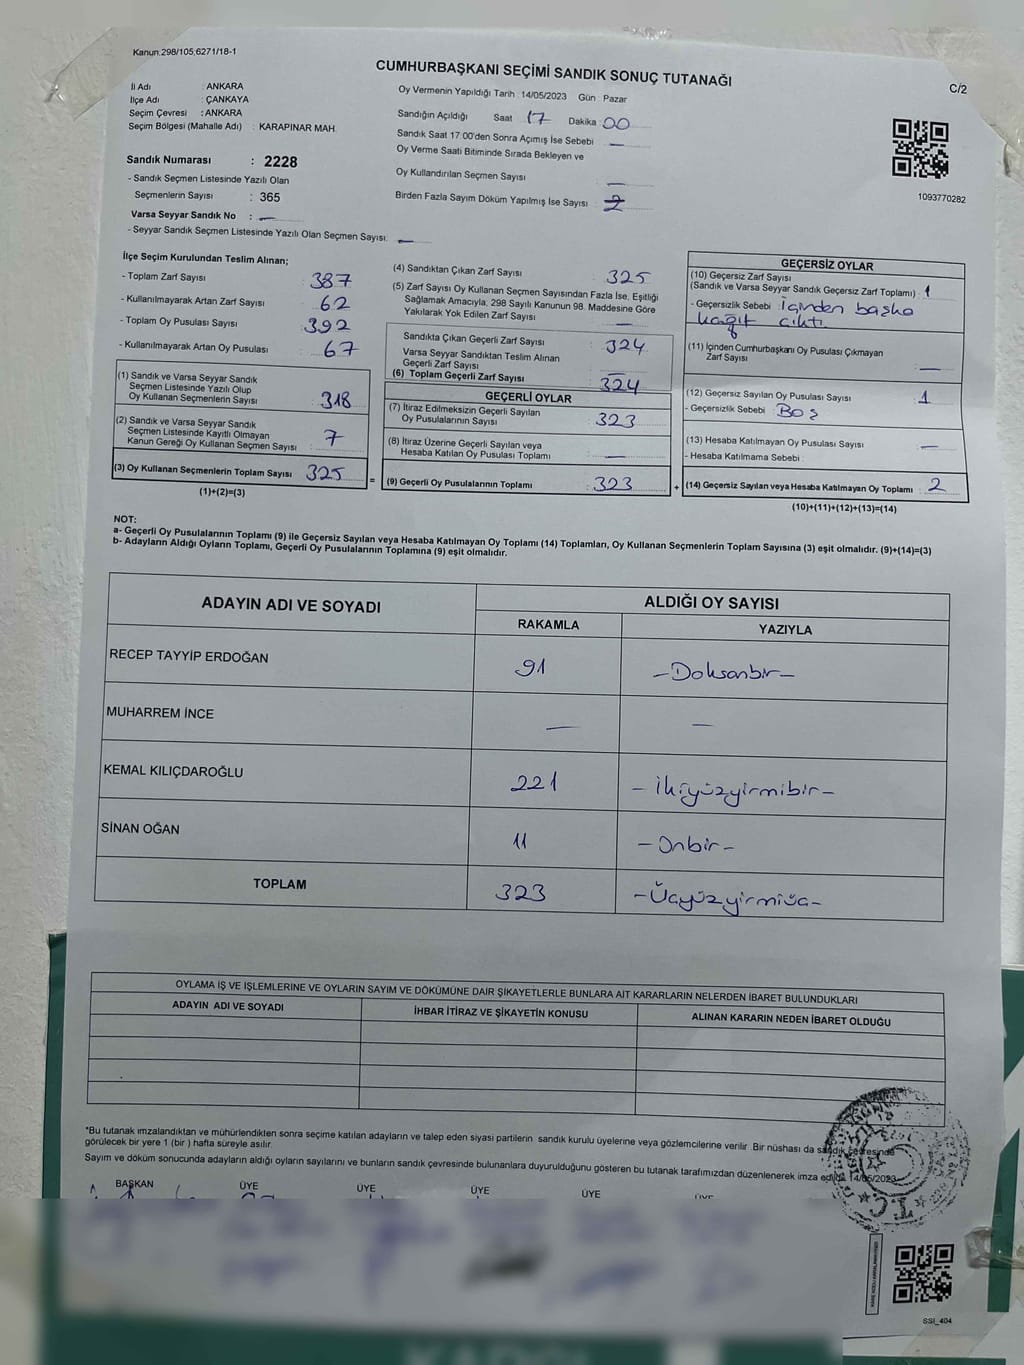 Kanun:298/105;6271/18-1
CUMHURBAŞKANI SEÇİMİ SANDIK SONUÇ TUTANAĞI
C/2
İl Adı : ANKARA
İlçe Adı : ÇANKAYA
Seçim Çevresi : ANKARA
Seçim Bölgesi (Mahalle Adı) : KARAPINAR MAH.
Sandık Numarası : 2228
- Sandık Seçmen Listesinde Yazılı Olan
Seçmenlerin Sayısı : 365
Varsa Seyyar Sandık No : —
- Seyyar Sandık Seçmen Listesinde Yazılı Olan Seçmen Sayısı: —
Oy Vermenin Yapıldığı Tarih : 14/05/2023 Gün : Pazar
Sandığın Açıldığı Saat 17 Dakika : 00
Sandık Saat 17:00'den Sonra Açımış İse Sebebi —
Oy Verme Saati Bitiminde Sırada Bekleyen ve
Oy Kullandırılan Seçmen Sayısı : —
Birden Fazla Sayım Döküm Yapılmış İse Sayısı : 2
1093770282
İlçe Seçim Kurulundan Teslim Alınan;
- Toplam Zarf Sayısı : 387
- Kullanılmayarak Artan Zarf Sayısı : 62
- Toplam Oy Pusulası Sayısı : 392
- Kullanılmayarak Artan Oy Pusulası : 67
(1) Sandık ve Varsa Seyyar Sandık
Seçmen Listesinde Yazılı Olup
Oy Kullanan Seçmenlerin Sayısı : 318
(2) Sandık ve Varsa Seyyar Sandık
Seçmen Listesinde Kayıtlı Olmayan
Kanun Gereği Oy Kullanan Seçmen Sayısı : 7
(3) Oy Kullanan Seçmenlerin Toplam Sayısı : 325
(1)+(2)=(3)
(4) Sandıktan Çıkan Zarf Sayısı : 325
(5) Zarf Sayısı Oy Kullanan Seçmen Sayısından Fazla İse, Eşitliği
Sağlamak Amacıyla; 298 Sayılı Kanunun 98. Maddesine Göre
Yakılarak Yok Edilen Zarf Sayısı : —
Sandıkta Çıkan Geçerli Zarf Sayısı : 324
Varsa Seyyar Sandıktan Teslim Alınan
Geçerli Zarf Sayısı : —
(6) Toplam Geçerli Zarf Sayısı : 324
GEÇERLİ OYLAR
(7) İtiraz Edilmeksizin Geçerli Sayılan
Oy Pusulalarının Sayısı : 323
(8) İtiraz Üzerine Geçerli Sayılan veya
Hesaba Katılan Oy Pusulası Toplamı : —
= (9) Geçerli Oy Pusulalarının Toplamı : 323
GEÇERSİZ OYLAR
(10) Geçersiz Zarf Sayısı
(Sandık ve Varsa Seyyar Sandık Geçersiz Zarf Toplamı) : 1
- Geçersizlik Sebebi : İçinden başka
kağıt çıktı.
(11) İçinden Cumhurbaşkanı Oy Pusulası Çıkmayan
Zarf Sayısı : —
(12) Geçersiz Sayılan Oy Pusulası Sayısı : 1
- Geçersizlik Sebebi : Boş
(13) Hesaba Katılmayan Oy Pusulası Sayısı : —
- Hesaba Katılmama Sebebi :
+ (14) Geçersiz Sayılan veya Hesaba Katılmayan Oy Toplamı : 2
(10)+(11)+(12)+(13)=(14)
NOT:
a- Geçerli Oy Pusulalarının Toplamı (9) ile Geçersiz Sayılan veya Hesaba Katılmayan Oy Toplamı (14) Toplamları, Oy Kullanan Seçmenlerin Toplam Sayısına (3) eşit olmalıdır. (9)+(14)=(3)
b- Adayların Aldığı Oyların Toplamı, Geçerli Oy Pusulalarının Toplamına (9) eşit olmalıdır.
ADAYIN ADI VE SOYADI
ALDIĞI OY SAYISI
RAKAMLA YAZIYLA
RECEP TAYYİP ERDOĞAN 91 -Doksanbir-
MUHARREM İNCE — —
KEMAL KILIÇDAROĞLU 221 - İkiyüzyirmibir-
SİNAN OĞAN 11 -Onbir-
TOPLAM 323 -Üçyüzyirmiüç-
OYLAMA İŞ VE İŞLEMLERİNE VE OYLARIN SAYIM VE DÖKÜMÜNE DAİR ŞİKAYETLERLE BUNLARA AİT KARARLARIN NELERDEN İBARET BULUNDUKLARI
ADAYIN ADI VE SOYADI İHBAR İTİRAZ VE ŞİKAYETİN KONUSU ALINAN KARARIN NEDEN İBARET OLDUĞU
*Bu tutanak imzalandıktan ve mühürlendikten sonra seçime katılan adayların ve talep eden siyasi partilerin sandık kurulu üyelerine veya gözlemcilerine verilir. Bir nüshası da sandık çevresinde
görülecek bir yere 1 (bir ) hafta süreyle asılır.
Sayım ve döküm sonucunda adayların aldığı oyların sayılarını ve bunların sandık çevresinde bulunanlara duyurulduğunu gösteren bu tutanak tarafımızdan düzenlenerek imza edildi. 14/05/2023
BAŞKAN ÜYE ÜYE ÜYE ÜYE ÜYE
T.C.
SSI_404